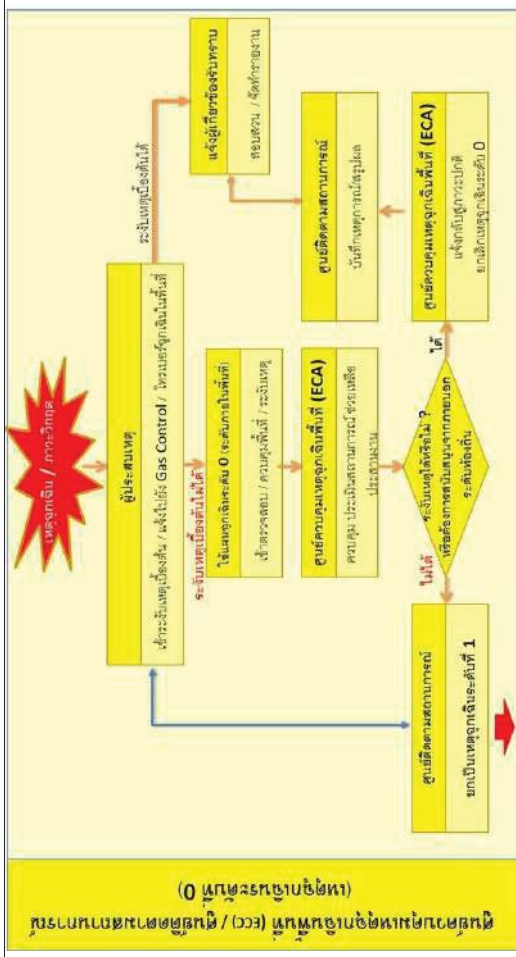 ศูนย์ควบคุมเหตุฉุกเฉินพื้นที่ (ECC) / ศูนย์ติดตามสถานการณ์
(เหตุฉุกเฉินระดับที่ 0)
เหตุฉุกเฉิน / ภาวะวิกฤต
ผู้ประสบเหตุ
เข้าระงับเหตุเบื้องต้น / แจ้งไปยัง Gas Control / โทรเบอร์ฉุกเฉินในพื้นที่
ระงับเหตุเบื้องต้นได้
แจ้งผู้เกี่ยวข้องรับทราบ
สอบสวน / จัดทำรายงาน
ระงับเหตุเบื้องต้นไม่ได้
ใช้แผนฉุกเฉินระดับ 0 (ระดับภายในพื้นที่)
เข้าตรวจสอบ / ควบคุมพื้นที่ / ระงับเหตุ
ศูนย์ติดตามสถานการณ์
บันทึกเหตุการณ์/สรุปผล
ศูนย์ควบคุมเหตุฉุกเฉินพื้นที่ (ECA)
ควบคุม ประเมินสถานการณ์ ช่วยเหลือ
ประสานงาน
ศูนย์ควบคุมเหตุฉุกเฉินพื้นที่ (ECA)
แจ้งกลับสู่ภาวะปกติ
ยกเลิกเหตุฉุกเฉินระดับ 0
ระงับเหตุได้หรือไม่ ?
หรือต้องการสนับสนุนจากภายนอก
ระดับท้องถิ่น
ได้
ไม่ได้
ศูนย์ติดตามสถานการณ์
ยกเป็นเหตุฉุกเฉินระดับที่ 1